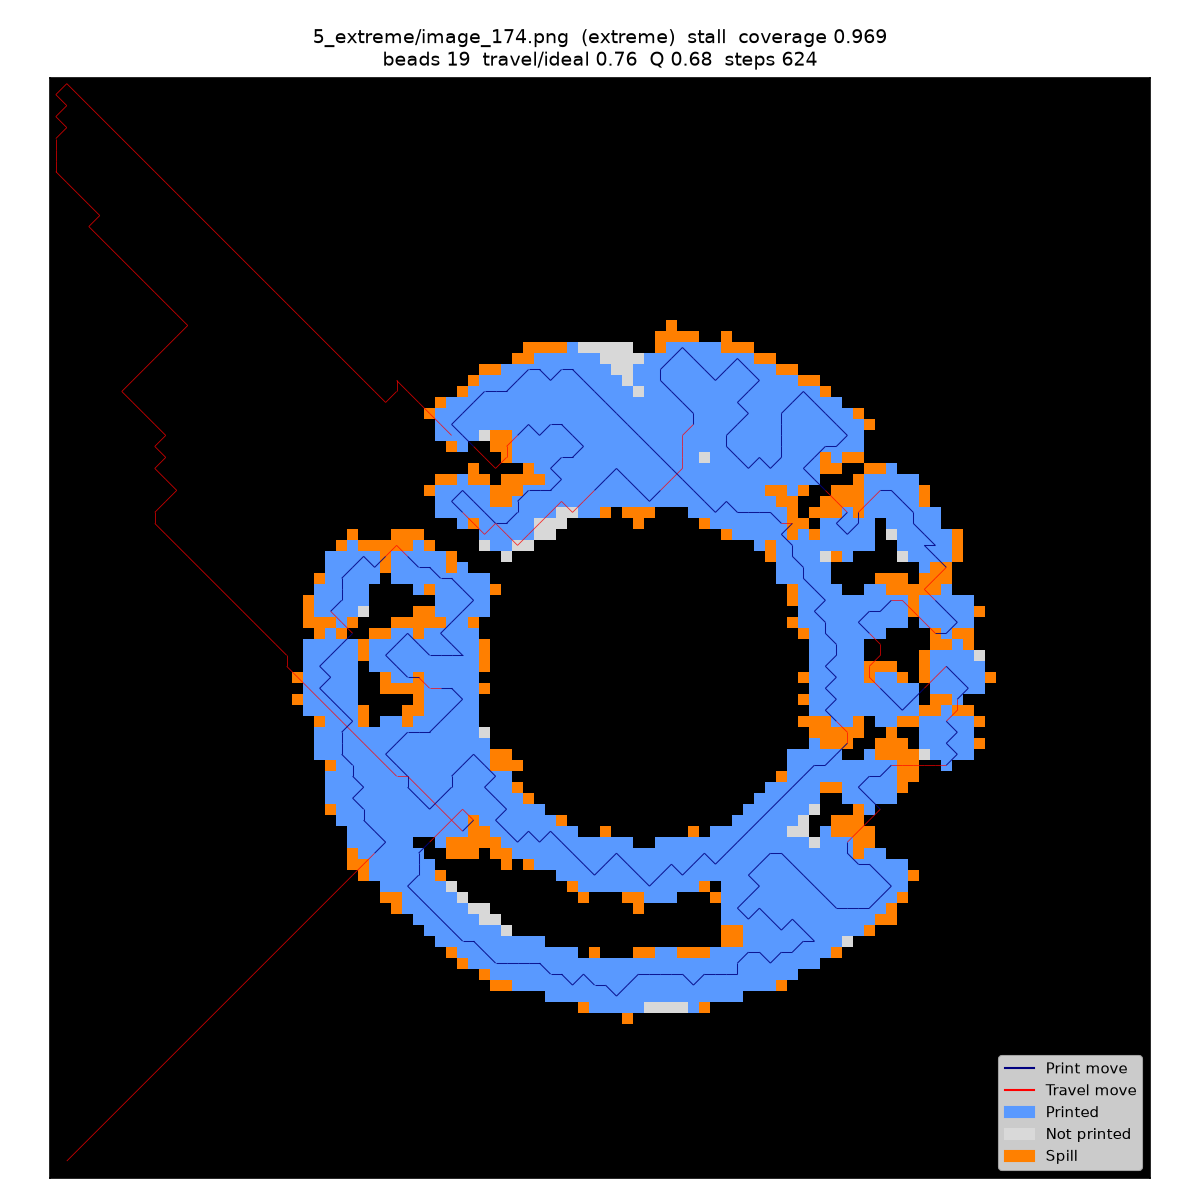 5_extreme/image_174.png  (extreme)  stall  coverage 0.969
beads 19  travel/ideal 0.76  Q 0.68  steps 624
Print move
Travel move
Printed
Not printed
Spill